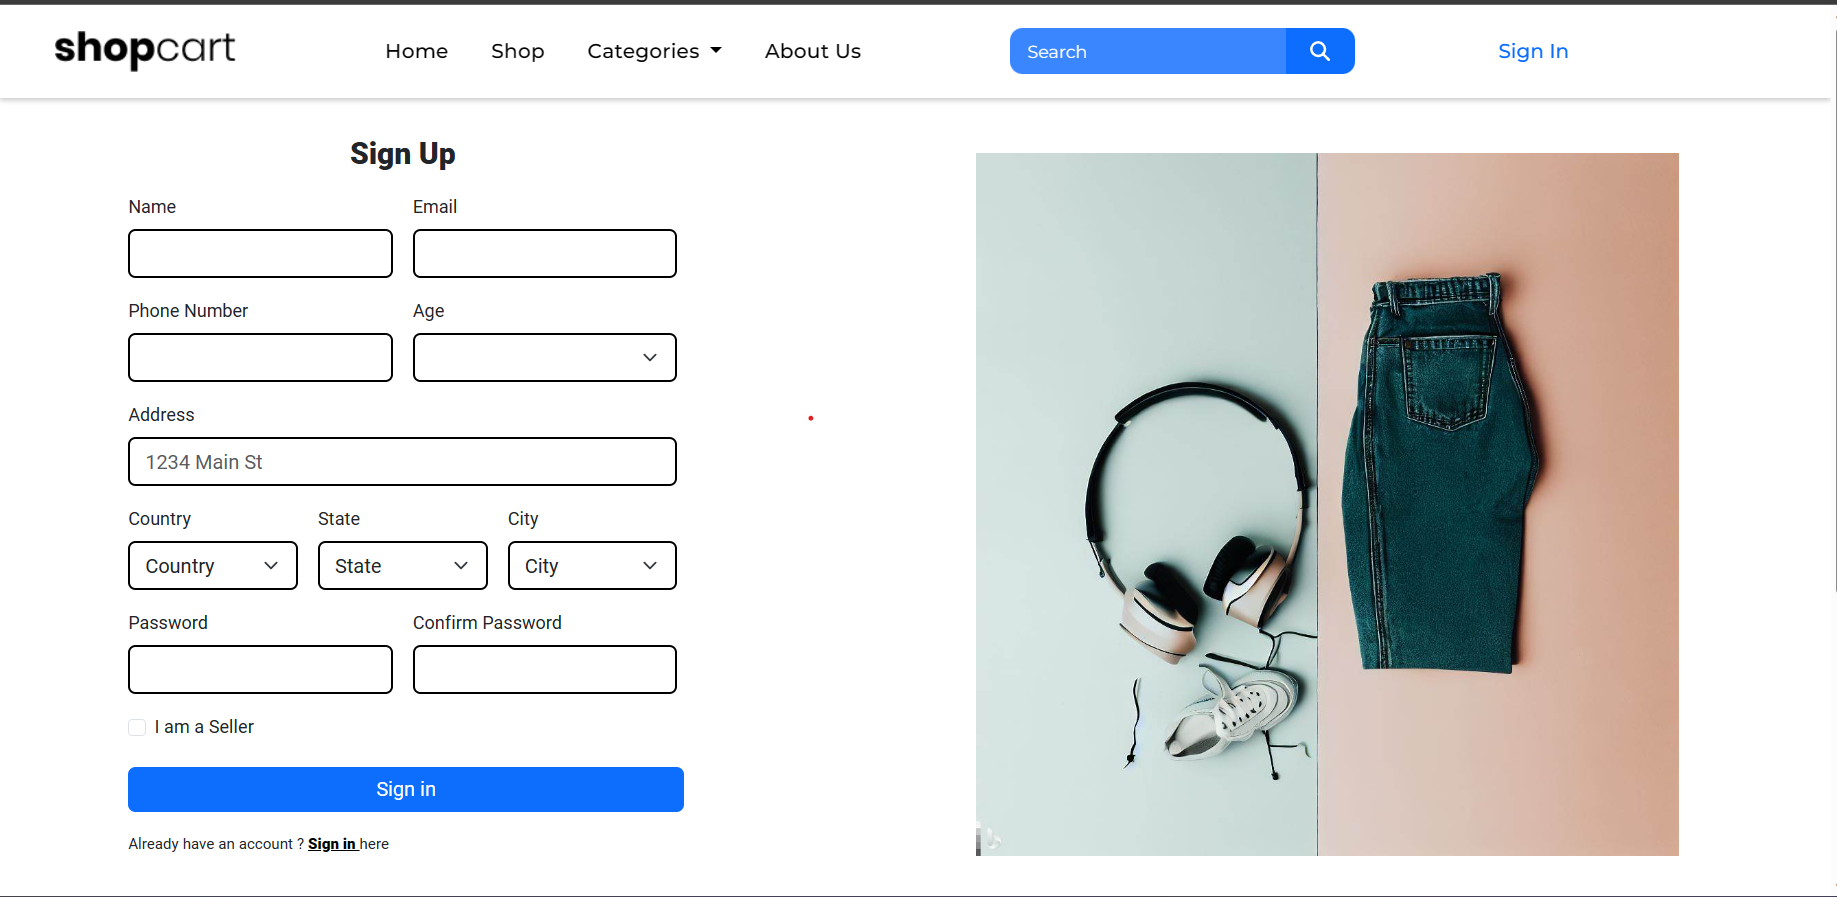 shopcart Home Shop Categories About Us Search Sign In
Sign Up
Name Email
Phone Number Age
Address
1234 Main St
Country State City
Country State City
Password Confirm Password
I am a Seller
Sign in
Already have an account ? Sign in here